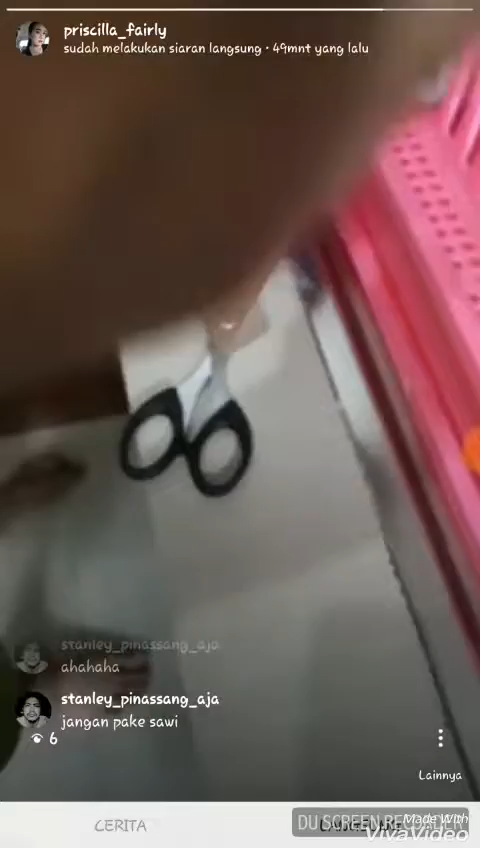 priscilla_fairly
sudah melakukan siaran langsung • 49mnt yang lalu
stanley_pinassang_aja
ahahaha
stanley_pinassang_aja
jangan pake sawi
6
Lainnya
CERITA
DU SCREEN RECORDER
Made With
VivaVideo